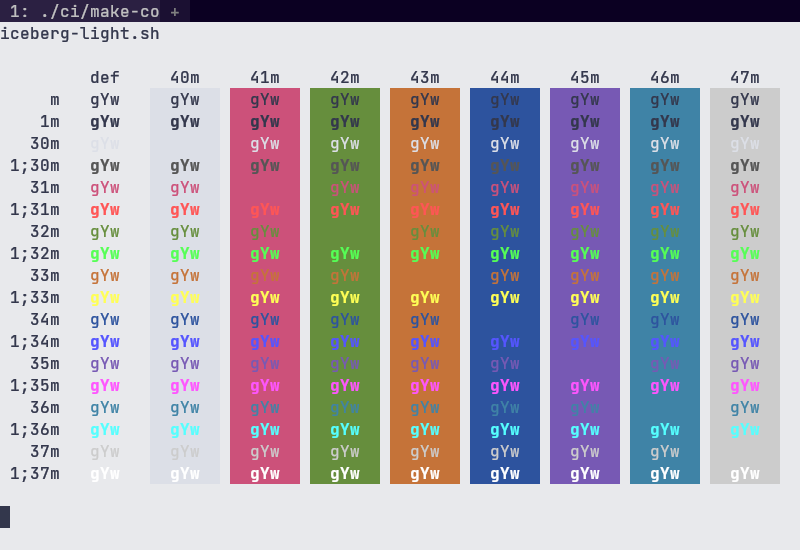 1: ./ci/make-co +
iceberg-light.sh
def 40m 41m 42m 43m 44m 45m 46m 47m
m gYw gYw gYw gYw gYw gYw gYw gYw gYw
1m gYw gYw gYw gYw gYw gYw gYw gYw gYw
30m gYw gYw gYw gYw gYw gYw gYw gYw
1;30m gYw gYw gYw gYw gYw gYw gYw gYw gYw
31m gYw gYw gYw gYw gYw gYw gYw gYw
1;31m gYw gYw gYw gYw gYw gYw gYw gYw gYw
32m gYw gYw gYw gYw gYw gYw gYw gYw
1;32m gYw gYw gYw gYw gYw gYw gYw gYw gYw
33m gYw gYw gYw gYw gYw gYw gYw gYw
1;33m gYw gYw gYw gYw gYw gYw gYw gYw gYw
34m gYw gYw gYw gYw gYw gYw gYw gYw
1;34m gYw gYw gYw gYw gYw gYw gYw gYw gYw
35m gYw gYw gYw gYw gYw gYw gYw gYw
1;35m gYw gYw gYw gYw gYw gYw gYw gYw gYw
36m gYw gYw gYw gYw gYw gYw gYw gYw
1;36m gYw gYw gYw gYw gYw gYw gYw gYw gYw
37m gYw gYw gYw gYw gYw gYw gYw gYw
1;37m gYw gYw gYw gYw gYw gYw gYw gYw gYw